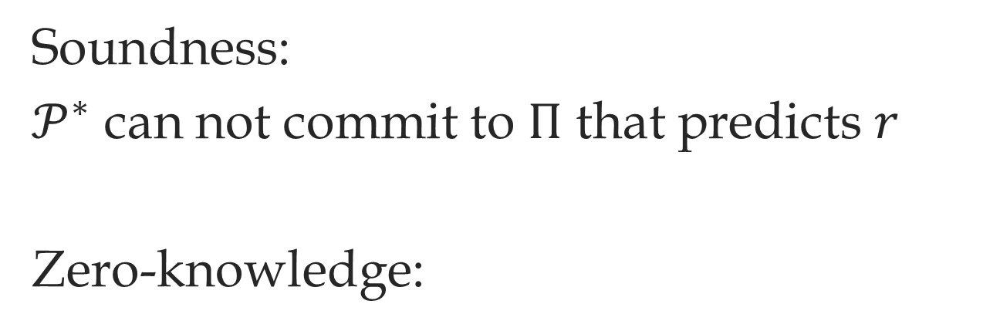 Soundness:
𝒫* can not commit to Π that predicts r
Zero-knowledge: